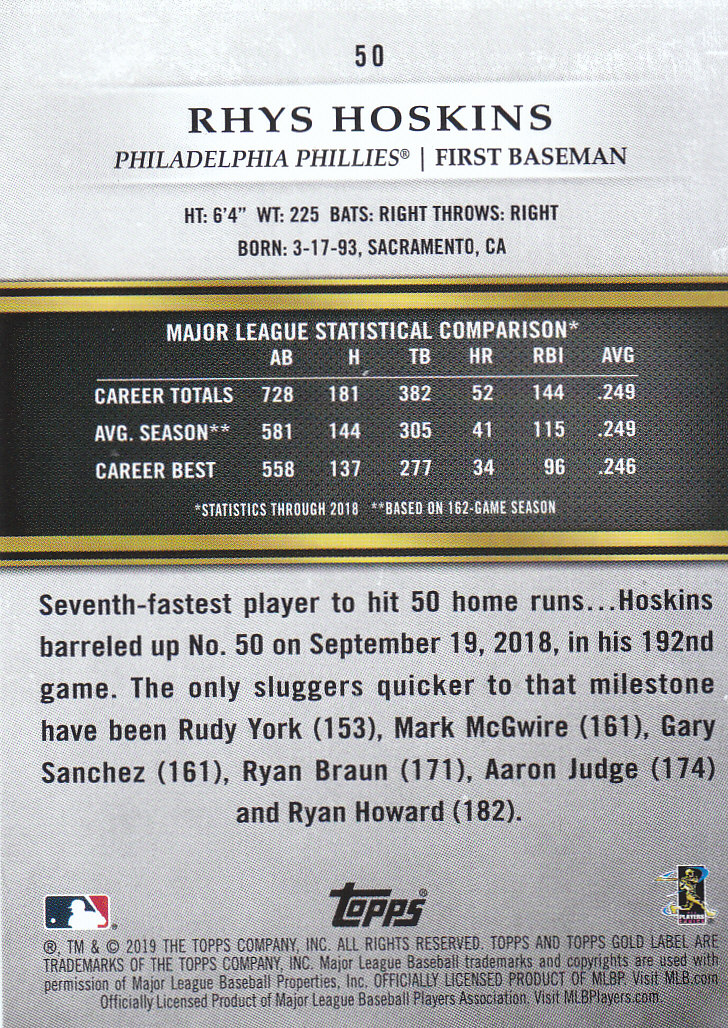 50
RHYS HOSKINS
PHILADELPHIA PHILLIES® | FIRST BASEMAN
HT: 6'4" WT: 225 BATS: RIGHT THROWS: RIGHT
BORN: 3-17-93, SACRAMENTO, CA
MAJOR LEAGUE STATISTICAL COMPARISON*
AB H TB HR RBI AVG
CAREER TOTALS 728 181 382 52 144 .249
AVG. SEASON** 581 144 305 41 115 .249
CAREER BEST 558 137 277 34 96 .246
*STATISTICS THROUGH 2018 **BASED ON 162-GAME SEASON
Seventh-fastest player to hit 50 home runs...Hoskins
barreled up No. 50 on September 19, 2018, in his 192nd
game. The only sluggers quicker to that milestone
have been Rudy York (153), Mark McGwire (161), Gary
Sanchez (161), Ryan Braun (171), Aaron Judge (174)
and Ryan Howard (182).
Topps®
PLAYERS
®, TM & © 2019 THE TOPPS COMPANY, INC. ALL RIGHTS RESERVED. TOPPS AND TOPPS GOLD LABEL ARE
TRADEMARKS OF THE TOPPS COMPANY, INC. Major League Baseball trademarks and copyrights are used with
permission of Major League Baseball Properties, Inc. OFFICIALLY LICENSED PRODUCT OF MLBP. Visit MLB.com
Officially Licensed Product of Major League Baseball Players Association. Visit MLBPlayers.com.